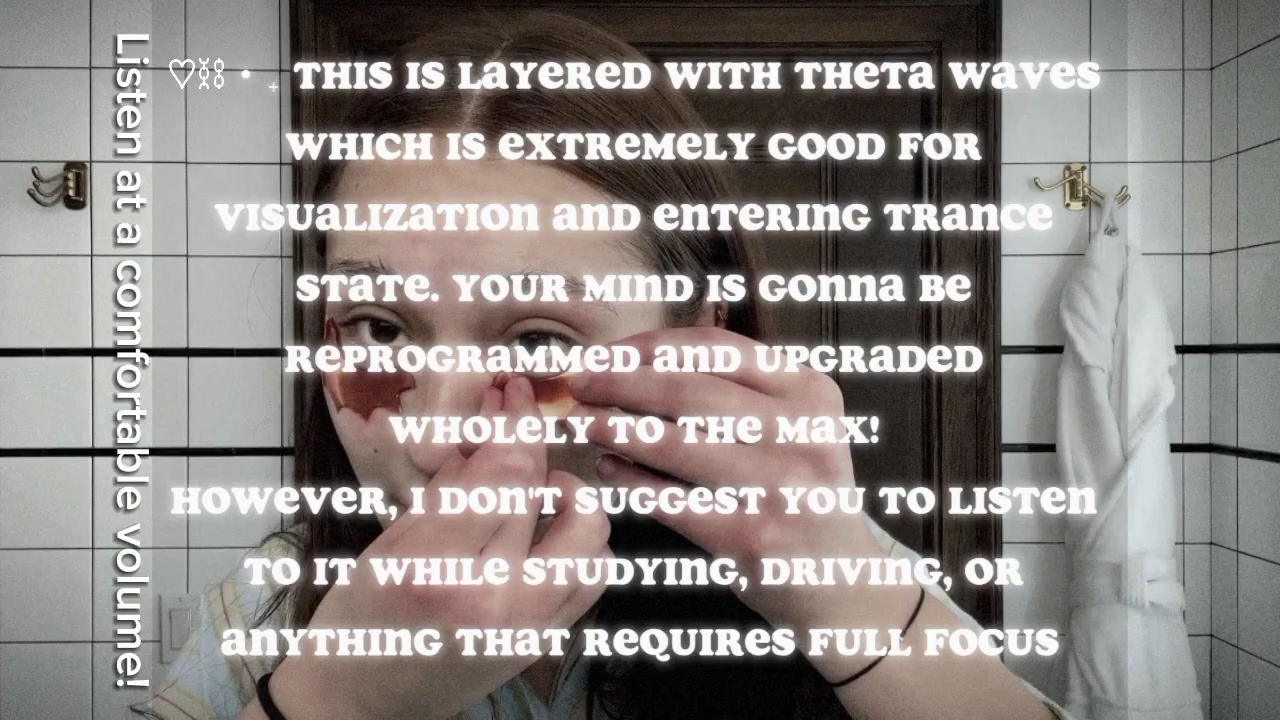 Listen at a comfortable volume!
♡⛓ • ₊ THIS IS LAYERED WITH THETA WAVES
WHICH IS EXTREMELY GOOD FOR
VISUALIZATION AND ENTERING TRANCE
STATE. YOUR MIND IS GONNA BE
REPROGRAMMED AND UPGRADED
WHOLELY TO THE MAX!
HOWEVER, I DON'T SUGGEST YOU TO LISTEN
TO IT WHILE STUDYING, DRIVING, OR
ANYTHING THAT REQUIRES FULL FOCUS